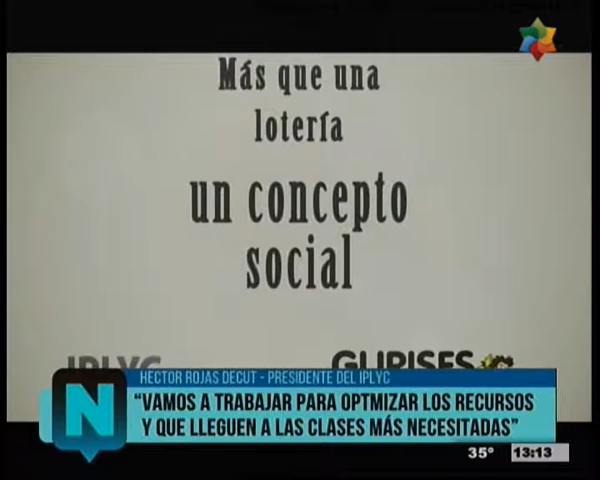 Más que una
lotería
un concepto
social
IPLYC
GURISES
HECTOR ROJAS DECUT - PRESIDENTE DEL IPLYC
N
"VAMOS A TRABAJAR PARA OPTMIZAR LOS RECURSOS
Y QUE LLEGUEN A LAS CLASES MÁS NECESITADAS"
35° 13:13